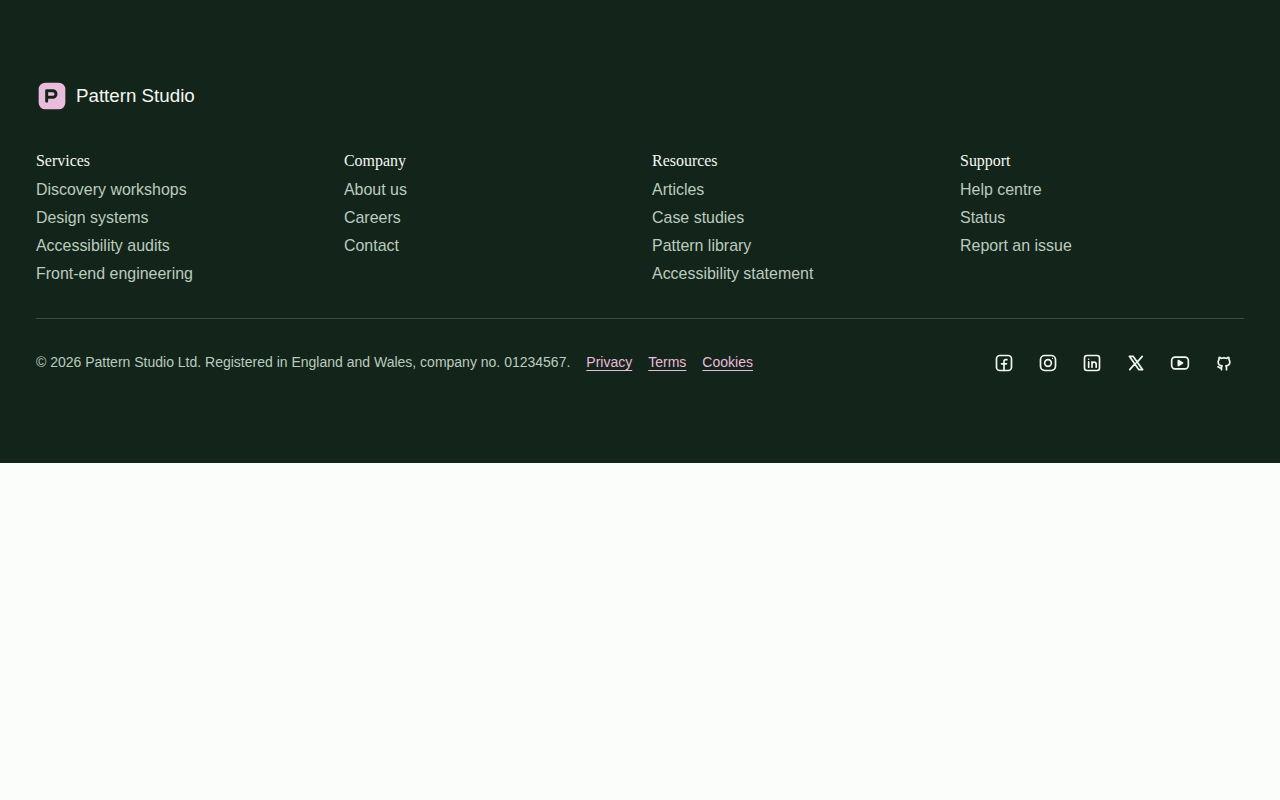 Pattern Studio
Services
Discovery workshops
Design systems
Accessibility audits
Front-end engineering
Company
About us
Careers
Contact
Resources
Articles
Case studies
Pattern library
Accessibility statement
Support
Help centre
Status
Report an issue
© 2026 Pattern Studio Ltd. Registered in England and Wales, company no. 01234567. Privacy Terms Cookies